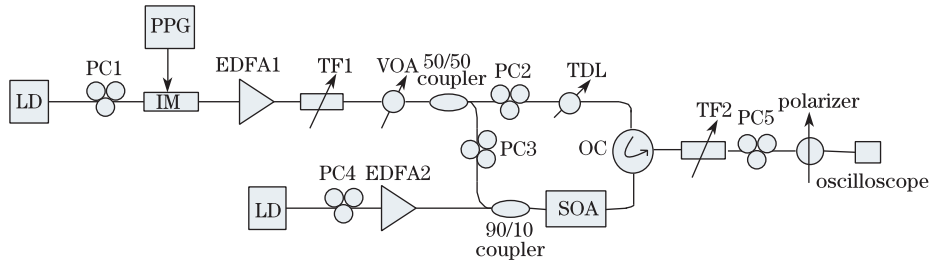 PPG
PC1
EDFA1
TF1
VOA
50/50
coupler
PC2
TDL
LD
IM
TF2
PC5
polarizer
PC3
OC
oscilloscope
PC4
EDFA2
LD
SOA
90/10
coupler